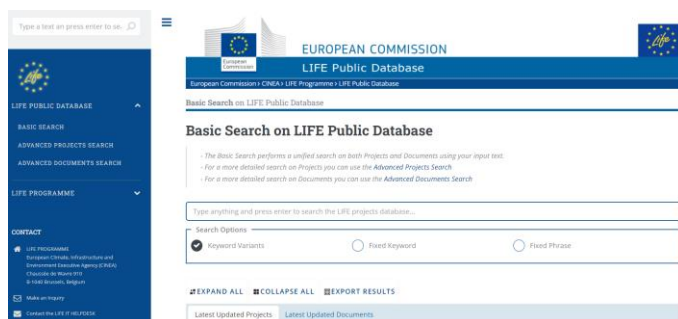 Type a text an press enter to se.
LIFE PUBLIC DATABASE
BASIC SEARCH
ADVANCED PROJECTS SEARCH
ADVANCED DOCUMENTS SEARCH
LIFE PROGRAMME
CONTACT
LIFE PROGRAMME
European Climate, Infrastructure and
Environment Executive Agency (CINEA)
Chaussée de Wavre 910
B-1040 Brussels, Belgium
Make an Inquiry
Contact the LIFE IT HELPDESK
European
Commission
EUROPEAN COMMISSION
LIFE Public Database
European Commission > CINEA > LIFE Programme > LIFE Public Database
Basic Search on LIFE Public Database
Basic Search on LIFE Public Database
- The Basic Search performs a unified search on both Projects and Documents using your input text.
- For a more detailed search on Projects you can use the Advanced Projects Search
- For a more detailed search on Documents you can use the Advanced Documents Search
Type anything and press enter to search the LIFE projects database...
Search Options
Keyword Variants Fixed Keyword Fixed Phrase
EXPAND ALL COLLAPSE ALL EXPORT RESULTS
Latest Updated Projects Latest Updated Documents